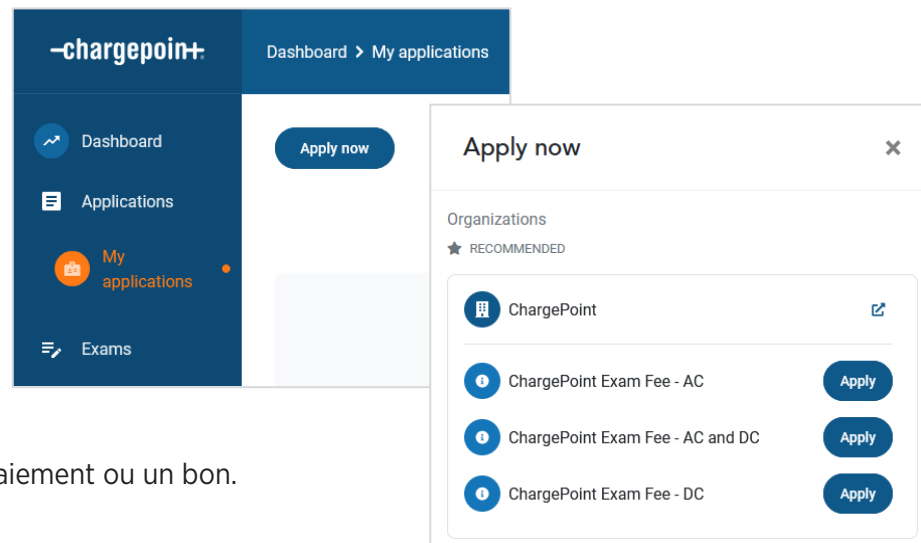 -chargepoin+
Dashboard > My applications
Dashboard
Applications
My
applications
Exams
Apply now
Apply now
Organizations
RECOMMENDED
ChargePoint
ChargePoint Exam Fee - AC
Apply
ChargePoint Exam Fee - AC and DC
Apply
ChargePoint Exam Fee - DC
Apply
ou un bon.